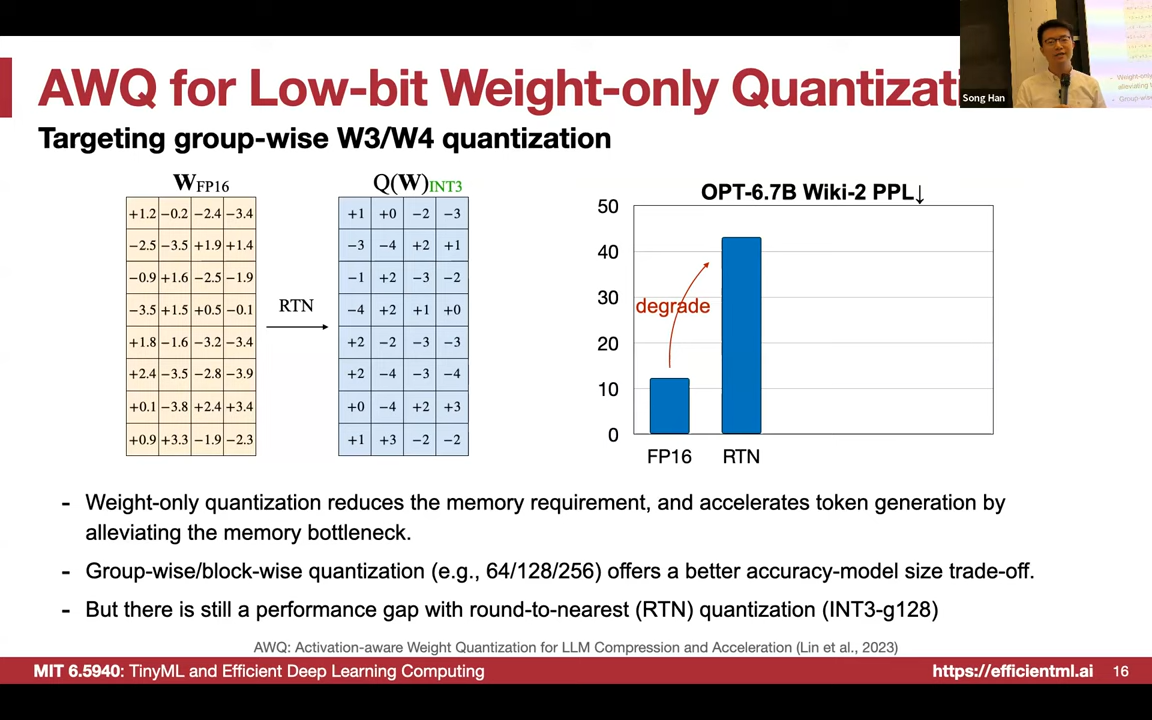 AWQ for Low-bit Weight-only Quantizati
Song Han
Targeting group-wise W3/W4 quantization
W FP16
Q(W) INT3
+1.2 −0.2 −2.4 −3.4
−2.5 −3.5 +1.9 +1.4
−0.9 +1.6 −2.5 −1.9
−3.5 +1.5 +0.5 −0.1
+1.8 −1.6 −3.2 −3.4
+2.4 −3.5 −2.8 −3.9
+0.1 −3.8 +2.4 +3.4
+0.9 +3.3 −1.9 −2.3
RTN
+1 +0 −2 −3
−3 −4 +2 +1
−1 +2 −3 −2
−4 +2 +1 +0
+2 −2 −3 −3
+2 −4 −3 −4
+0 −4 +2 +3
+1 +3 −2 −2
OPT-6.7B Wiki-2 PPL↓
50
40
30
20
10
0
degrade
FP16 RTN
- Weight-only quantization reduces the memory requirement, and accelerates token generation by
alleviating the memory bottleneck.
- Group-wise/block-wise quantization (e.g., 64/128/256) offers a better accuracy-model size trade-off.
- But there is still a performance gap with round-to-nearest (RTN) quantization (INT3-g128)
AWQ: Activation-aware Weight Quantization for LLM Compression and Acceleration (Lin et al., 2023)
MIT 6.5940: TinyML and Efficient Deep Learning Computing
https://efficientml.ai
16